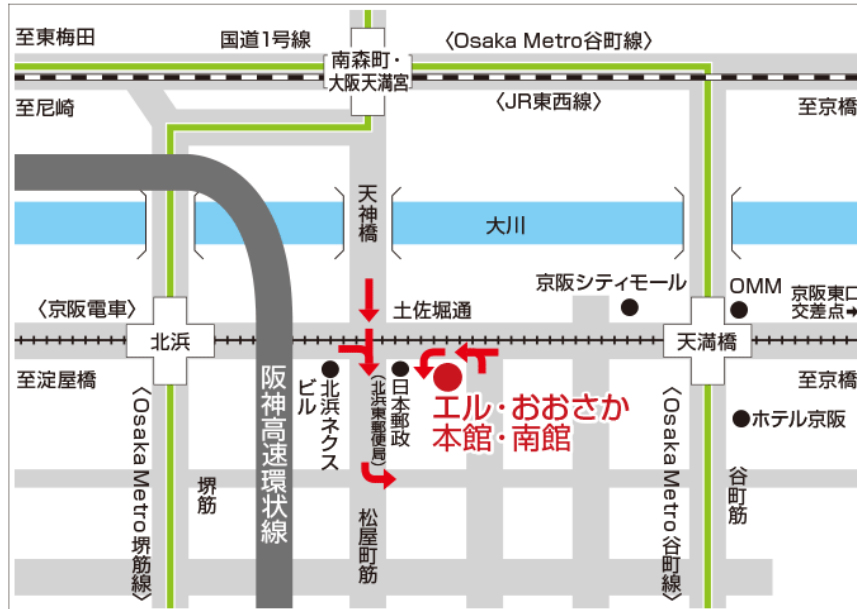 至東梅田
国道1号線
〈Osaka Metro谷町線〉
南森町・
大阪天満宮
至尼崎
〈JR東西線〉
至京橋
天神橋
大川
京阪シティモール
OMM
京阪東口
交差点➡
〈京阪電車〉
土佐堀通
北浜
天満橋
至淀屋橋
至京橋
阪神高速環状線
北浜ネクス
ビル
日本郵政
(北浜東郵便局)
エル・おおさか
本館・南館
ホテル京阪
〈Osaka Metro堺筋線〉
堺筋
松屋町筋
〈Osaka Metro谷町線〉
谷町筋